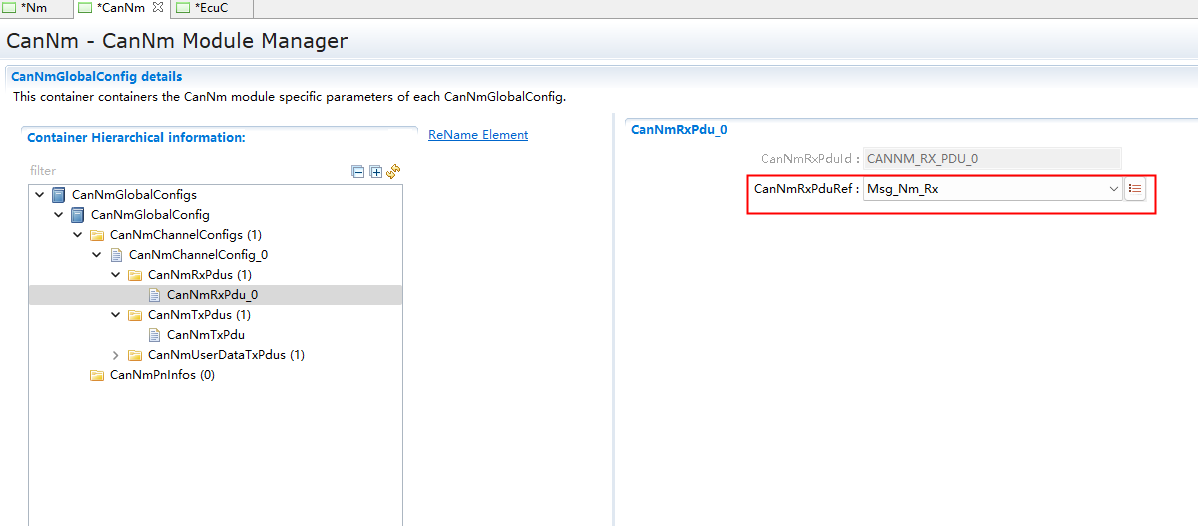 *Nm *CanNm *EcuC
CanNm - CanNm Module Manager
CanNmGlobalConfig details
This container containers the CanNm module specific parameters of each CanNmGlobalConfig.
Container Hierarchical information:
ReName Element
filter
CanNmGlobalConfigs
CanNmGlobalConfig
CanNmChannelConfigs (1)
CanNmChannelConfig_0
CanNmRxPdus (1)
CanNmRxPdu_0
CanNmTxPdus (1)
CanNmTxPdu
CanNmUserDataTxPdus (1)
CanNmPnInfos (0)
CanNmRxPdu_0
CanNmRxPduId : CANNM_RX_PDU_0
CanNmRxPduRef : Msg_Nm_Rx